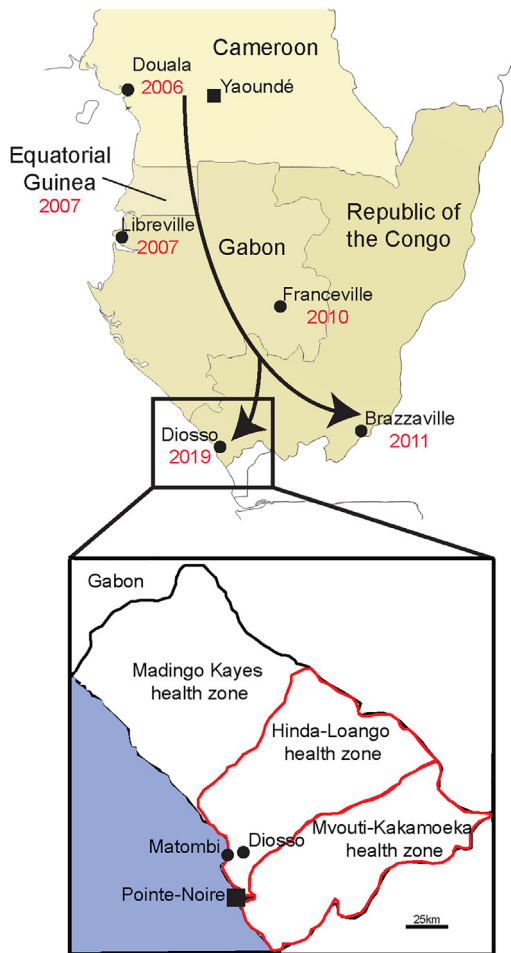 Cameroon
Douala
2006
Yaoundé
Equatorial
Guinea
2007
Libreville
2007
Gabon
Republic of
the Congo
Franceville
2010
Brazzaville
2011
Diosso
2019
Gabon
Madingo Kayes
health zone
Hinda-Loango
health zone
Matombi
Diosso
Mvouti-Kakamoeka
health zone
Pointe-Noire
25km